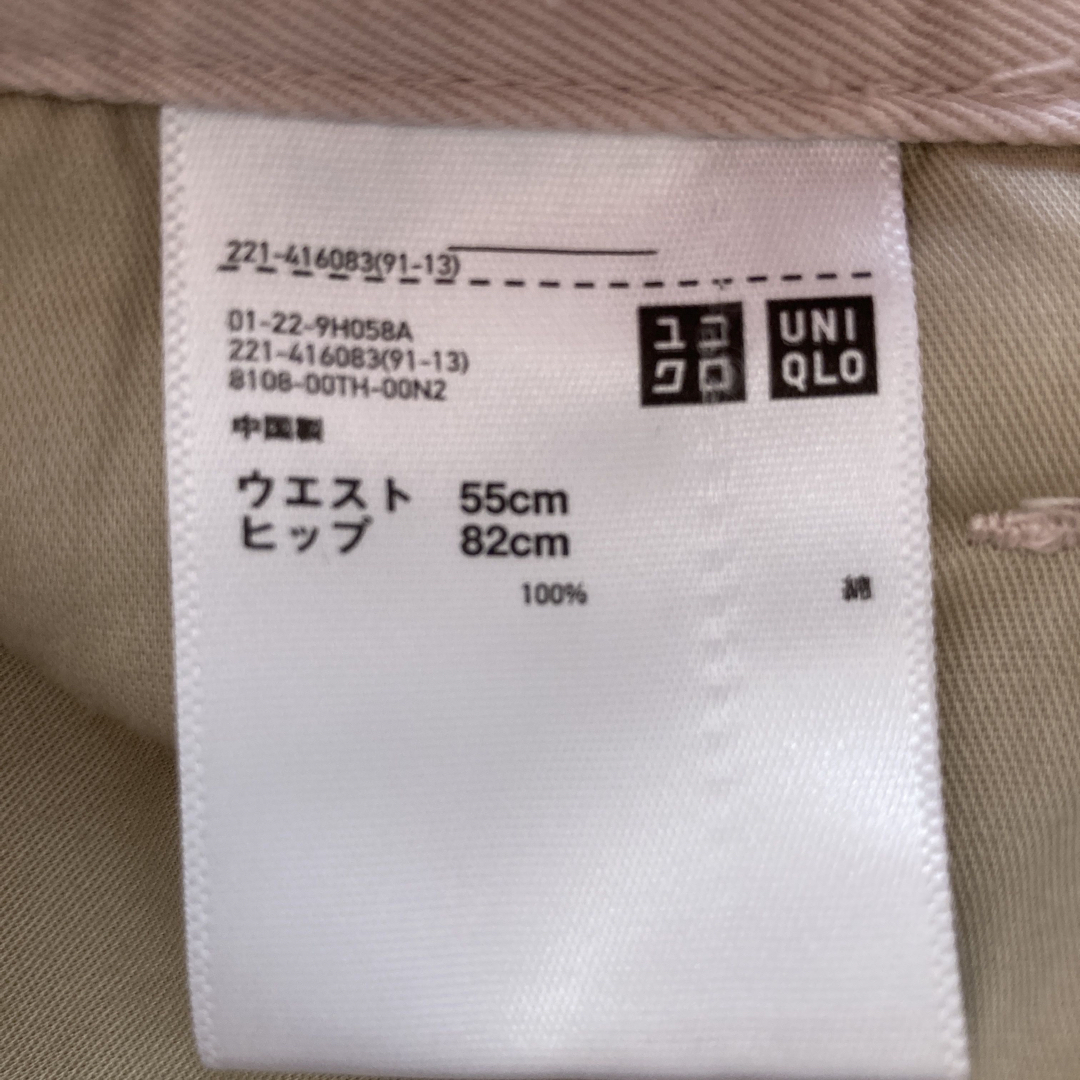 221-416083(91-13)
01-22-9H058A
221-416083(91-13)
8108-00TH-00N2
中国製
ユニ
クロ
UNI
QLO
ウエスト 55cm
ヒップ 82cm
100% 綿